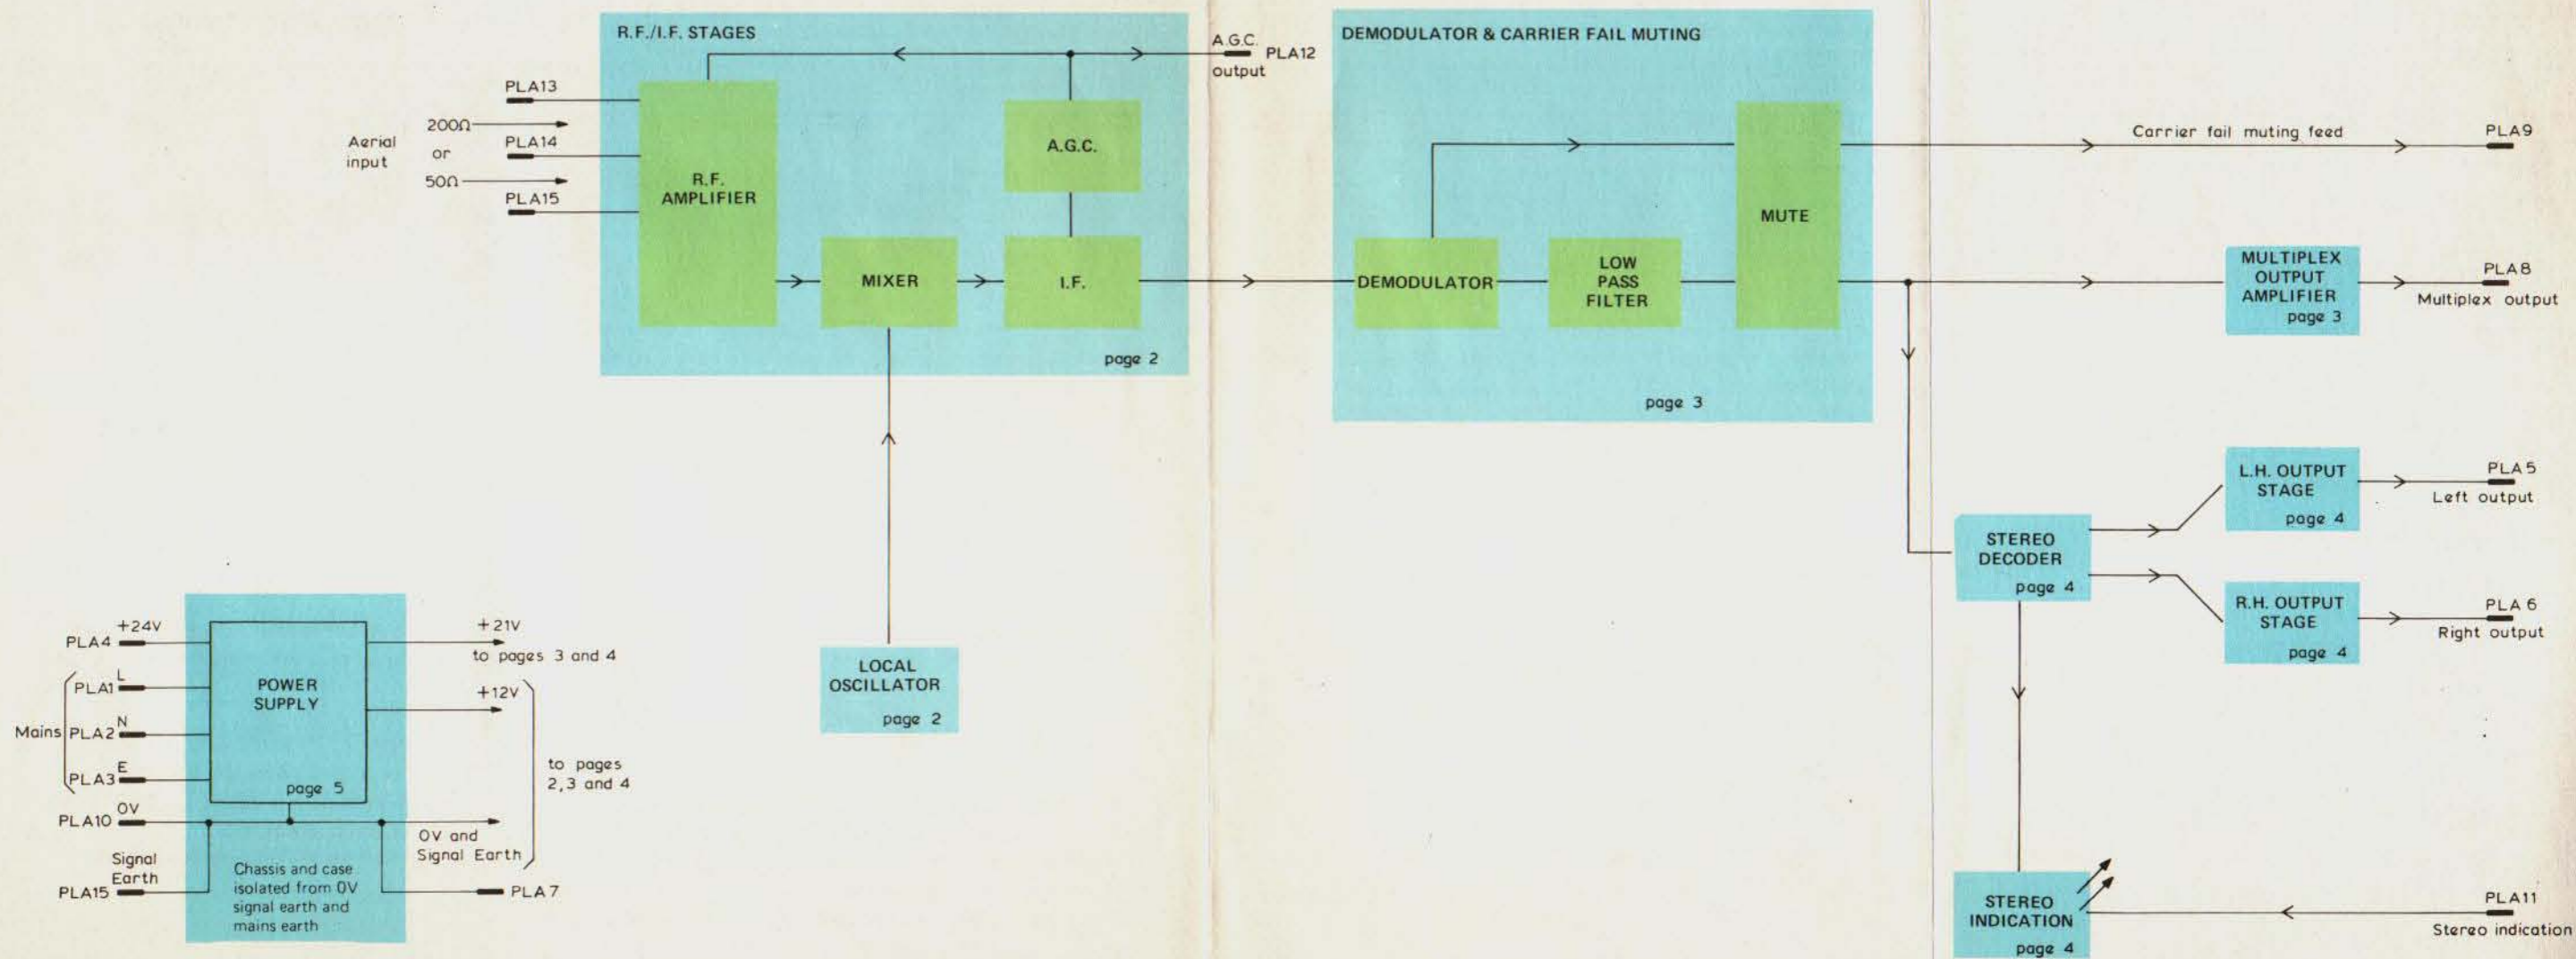 R.F./I.F. STAGES
A.G.C.
PLA12
output
PLA13
200Ω
Aerial
input
or
PLA14
50Ω
PLA15
R.F.
AMPLIFIER
A.G.C.
MIXER
I.F.
page 2
DEMODULATOR & CARRIER FAIL MUTING
MUTE
DEMODULATOR
LOW
PASS
FILTER
page 3
Carrier fail muting feed
PLA9
MULTIPLEX
OUTPUT
AMPLIFIER
page 3
PLA8
Multiplex output
L.H. OUTPUT
STAGE
page 4
PLA5
Left output
STEREO
DECODER
page 4
R.H. OUTPUT
STAGE
page 4
PLA 6
Right output
LOCAL
OSCILLATOR
page 2
+24V
PLA4
Mains
PLA1 L
PLA2 N
PLA3 E
PLA10 0V
Signal
Earth
PLA15
POWER
SUPPLY
page 5
+21V
to pages 3 and 4
+12V
to pages
2,3 and 4
0V and
Signal Earth
PLA7
Chassis and case
isolated from 0V
signal earth and
mains earth
STEREO
INDICATION
page 4
PLA11
Stereo indication